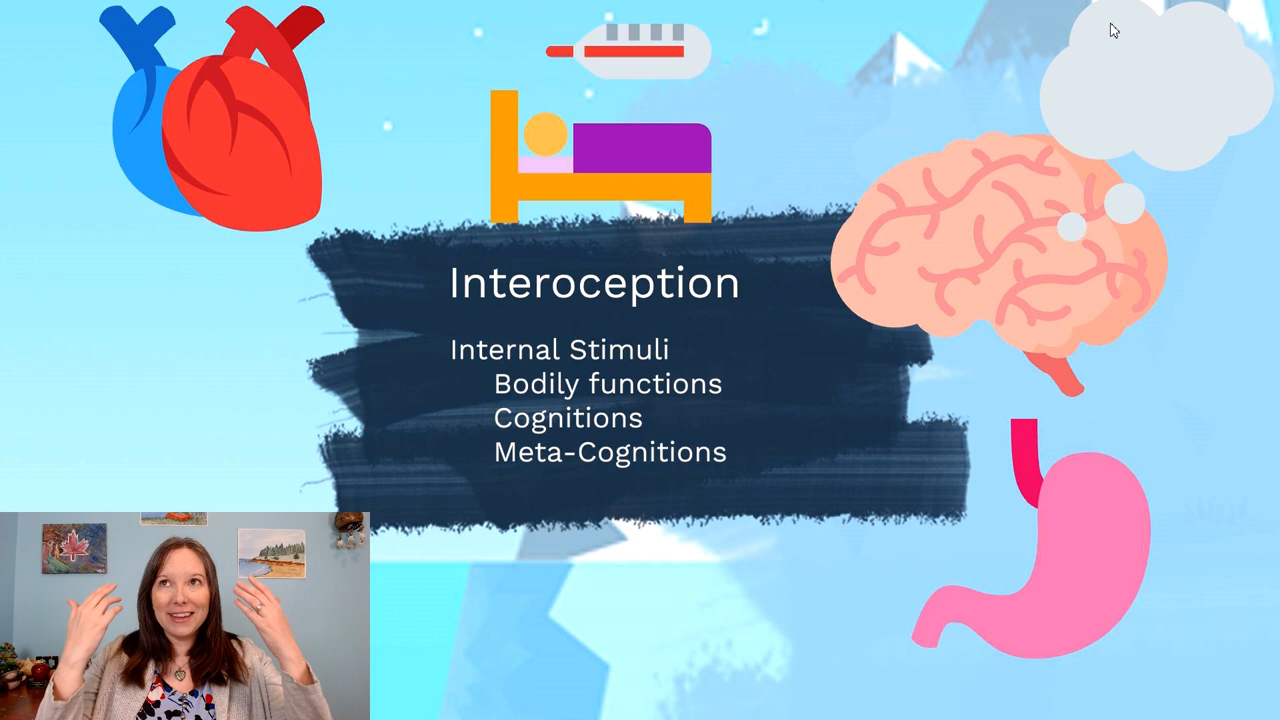 Interoception
Internal Stimuli
Bodily functions
Cognitions
Meta-Cognitions